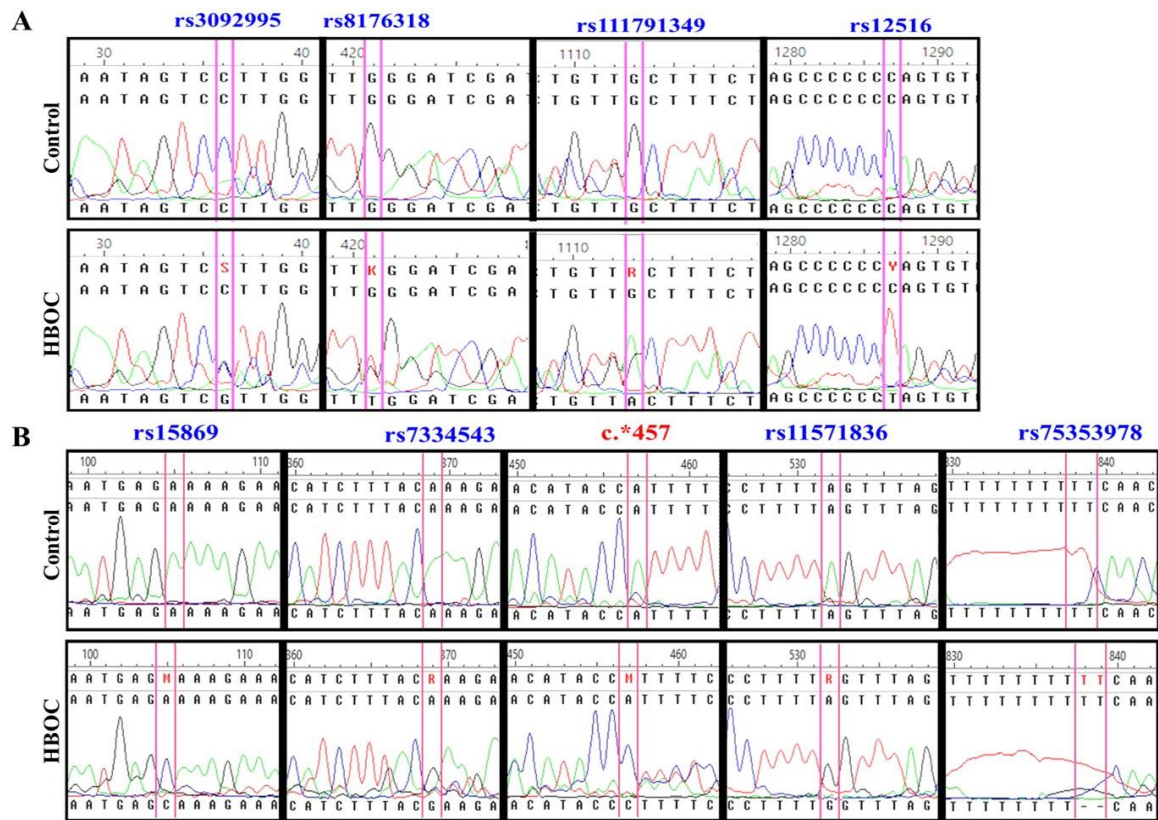 A
rs3092995 rs8176318 rs111791349 rs12516
Control
30 40 420 1110 1280 1290
A A T A G T C C T T G G T T G G G A T C G A T C T G T T G C T T T C T A G C C C C C C C A G T G T
A A T A G T C C T T G G T T G G G A T C G A T C T G T T G C T T T C T A G C C C C C C C A G T G T
A A T A G T C C T T G G T T G G G A T C G A T C T G T T G C T T T C T A G C C C C C C C A G T G T
HBOC
30 40 420 1110 1280 1290
A A T A G T C S T T G G T T K G G A T C G A C T G T T R C T T T C T A G C C C C C C Y A G T G T
A A T A G T C C T T G G T T G G G A T C G A C T G T T G C T T T C T A G C C C C C C C A G T G T
A A T A G T C G T T G G T T T G G A T C G A C T G T T A C T T T C T A G C C C C C C T A G T G T
B
rs15869 rs7334543 c.*457 rs11571836 rs75353978
Control
100 110 360 370 450 460 530 830 840
A A T G A G A A A A G A A C A T C T T T A C A A A G A A C A T A C C A T T T T C C T T T T A G T T T A G T T T T T T T T T T C A A C
A A T G A G A A A A G A A C A T C T T T A C A A A G A A C A T A C C A T T T T C C T T T T A G T T T A G T T T T T T T T T T C A A C
A A T G A G A A A A G A A C A T C T T T A C A A A G A A C A T A C C A T T T T C C T T T T A G T T T A G T T T T T T T T T C A A C
HBOC
100 110 360 370 450 460 530 830 840
A A T G A G M A A A G A A A C A T C T T T A C R A A G A A C A T A C C M T T T T C C C T T T T R G T T T A G T T T T T T T T T T C A A
A A T G A G A A A A G A A A C A T C T T T A C A A A G A A C A T A C C A T T T T C C C T T T T A G T T T A G T T T T T T T T T T C A A
A A T G A G C A A A G A A A C A T C T T T A C G A A G A A C A T A C C C T T T T C C C T T T T G G T T T A G T T T T T T T - - C A A